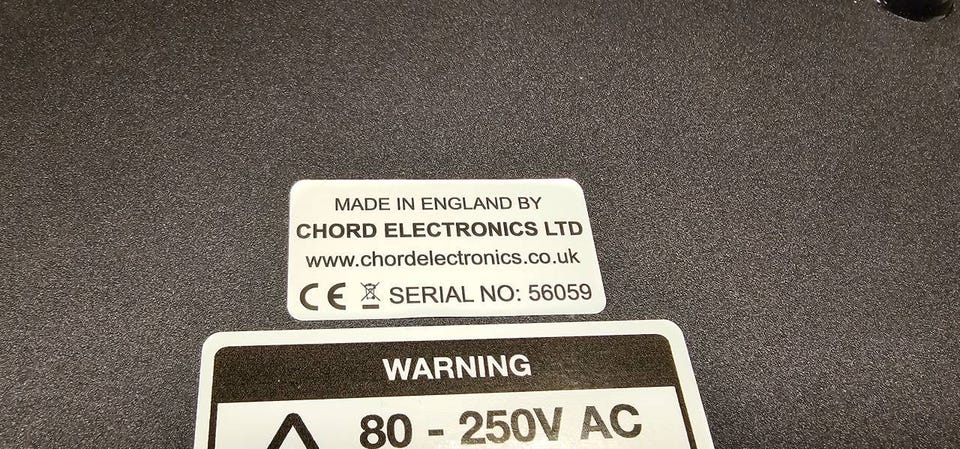 MADE IN ENGLAND BY
CHORD ELECTRONICS LTD
www.chordelectronics.co.uk
CE SERIAL NO: 56059
WARNING
80 - 250V AC